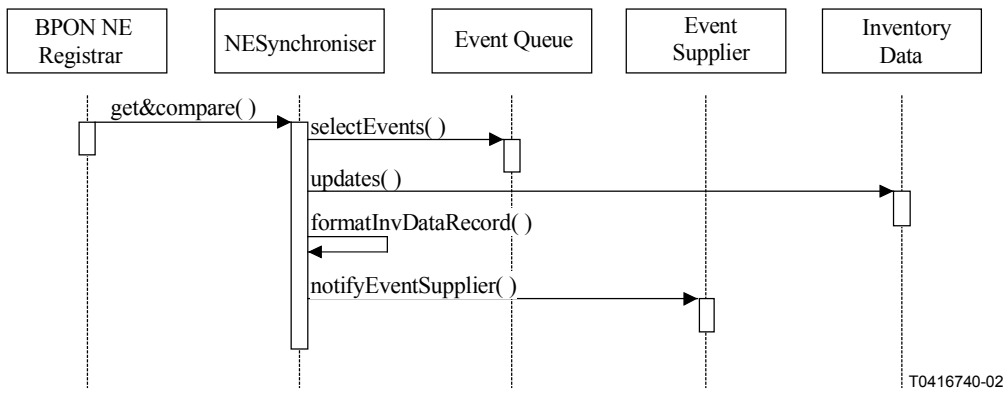 BPON NE
Registrar
NESynchroniser
Event Queue
Event
Supplier
Inventory
Data
get&compare( )
selectEvents( )
updates( )
formatInvDataRecord( )
notifyEventSupplier( )
T0416740-02